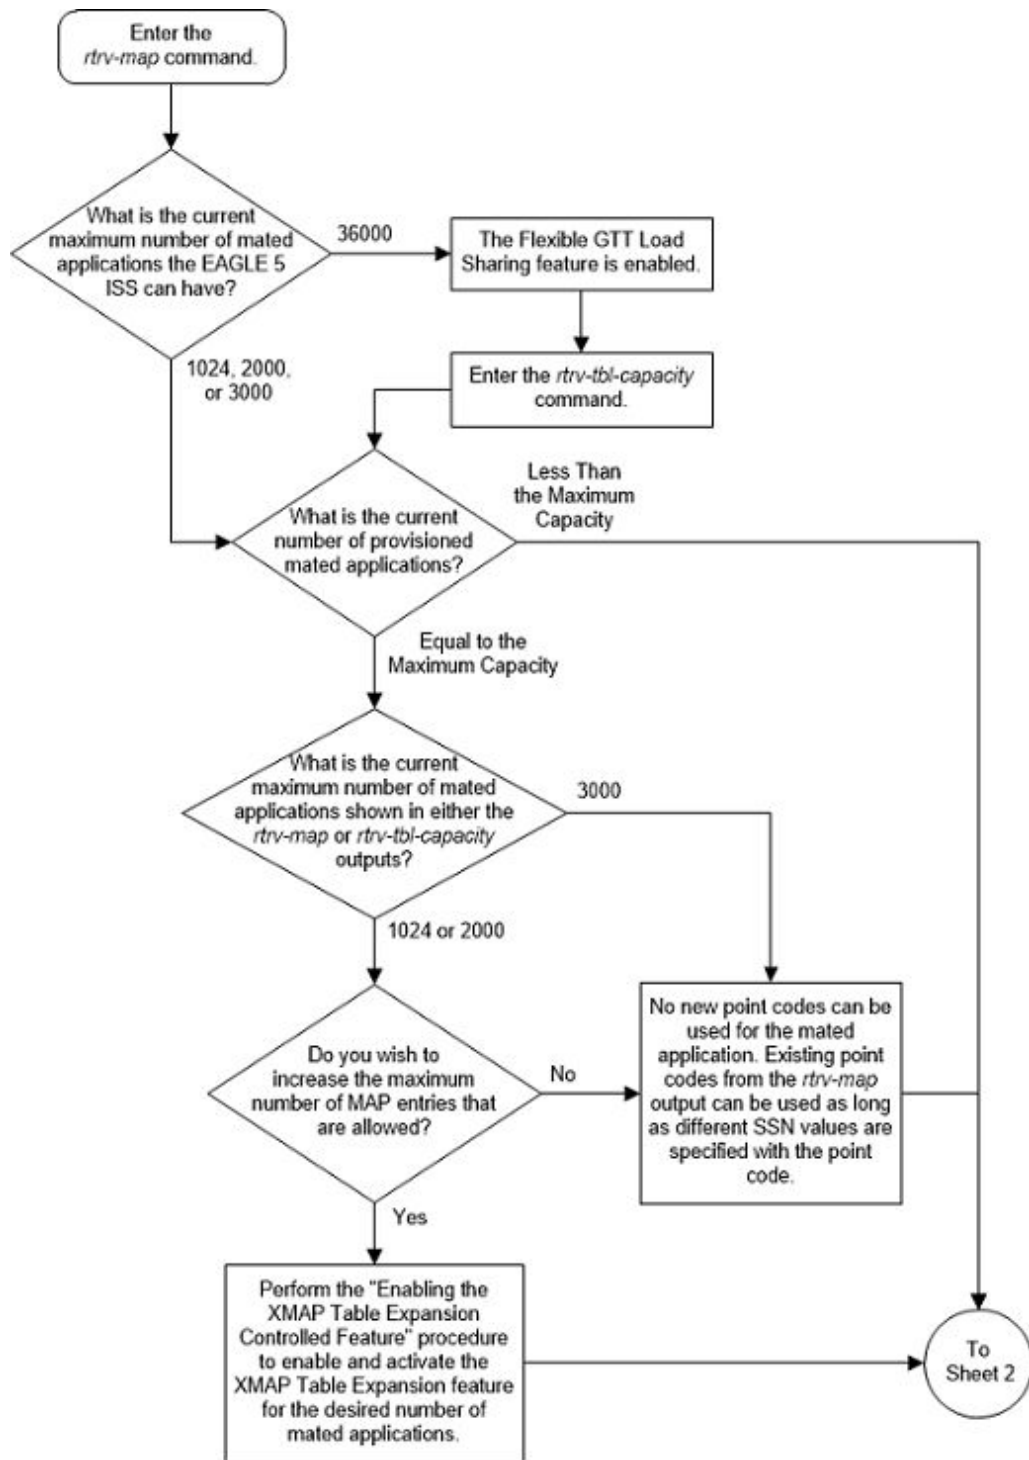 Enter the
rtrv-map command.
What is the current
maximum number of mated
applications the EAGLE 5
ISS can have?
36000
The Flexible GTT Load
Sharing feature is enabled.
1024, 2000,
or 3000
Enter the rtrv-tbl-capacity
command.
Less Than
the Maximum
Capacity
What is the current
number of provisioned
mated applications?
Equal to the
Maximum Capacity
What is the current
maximum number of mated
applications shown in either the
rtrv-map or rtrv-tbl-capacity
outputs?
3000
1024 or 2000
No new point codes can be
used for the mated
application. Existing point
codes from the rtrv-map
output can be used as long
as different SSN values are
specified with the point
code.
Do you wish to
increase the maximum
number of MAP entries that
are allowed?
No
Yes
Perform the "Enabling the
XMAP Table Expansion
Controlled Feature" procedure
to enable and activate the
XMAP Table Expansion feature
for the desired number of
mated applications.
To
Sheet 2